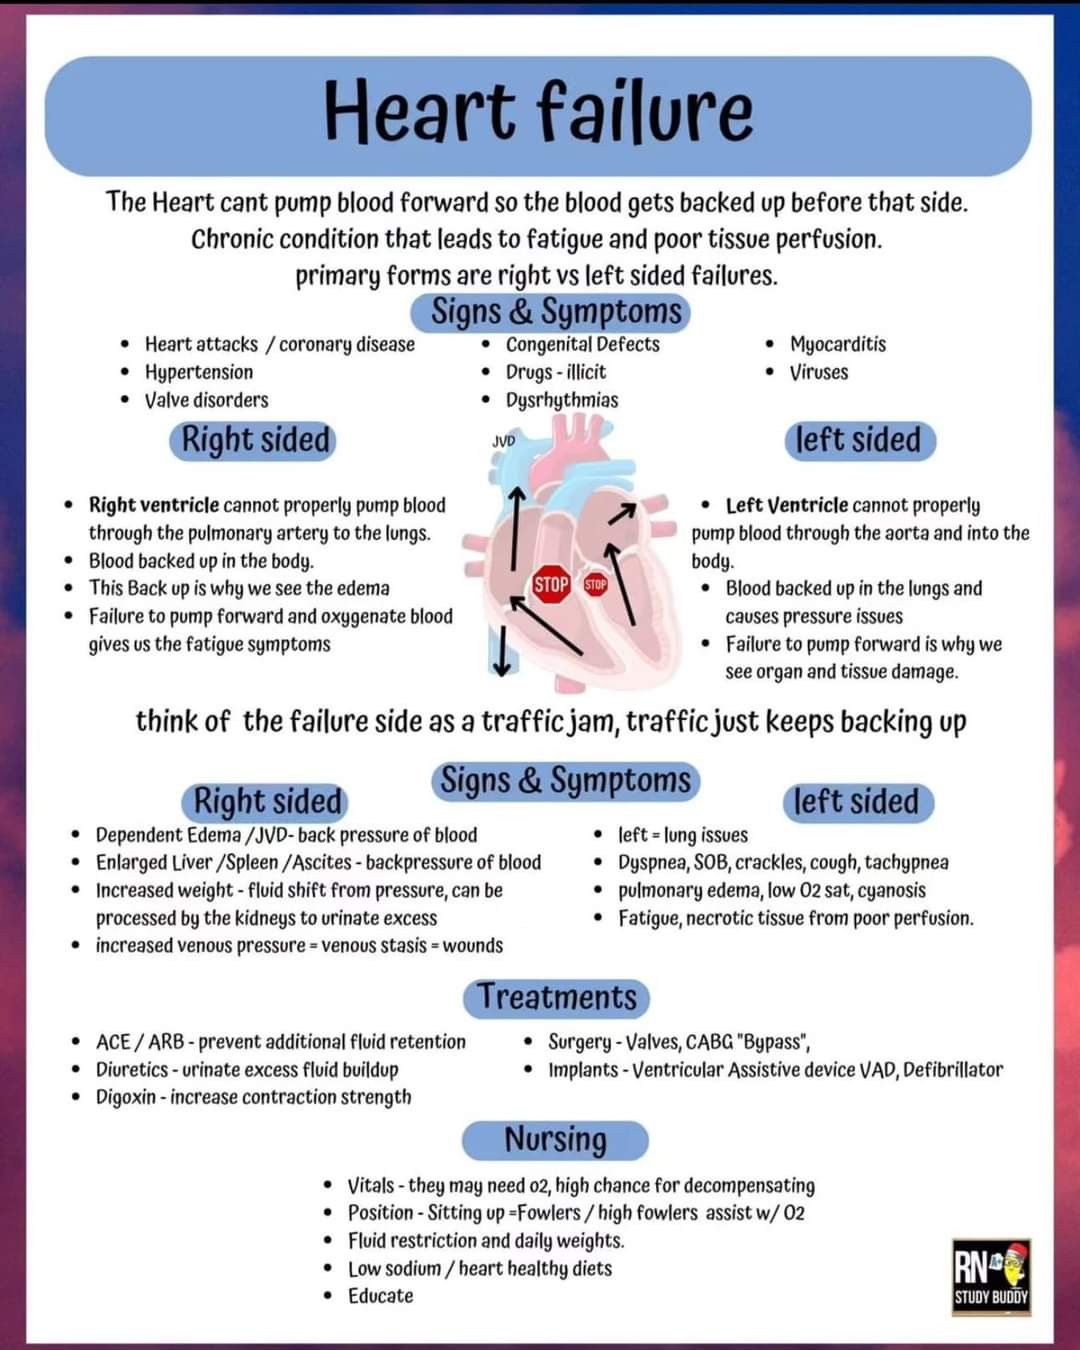 Heart failure
The Heart cant pump blood forward so the blood gets backed up before that side.
Chronic condition that leads to fatigue and poor tissue perfusion.
primary forms are right vs left sided failures.
Signs & Symptoms
• Heart attacks / coronary disease
• Hypertension
• Valve disorders
• Congenital Defects
• Drugs - illicit
• Dysrhythmias
• Myocarditis
• Viruses
Right sided
• Right ventricle cannot properly pump blood
through the pulmonary artery to the lungs.
• Blood backed up in the body.
• This Back up is why we see the edema
• Failure to pump forward and oxygenate blood
gives us the fatigue symptoms
JVD
STOP
STOP
left sided
• Left Ventricle cannot properly
pump blood through the aorta and into the
body.
• Blood backed up in the lungs and
causes pressure issues
• Failure to pump forward is why we
see organ and tissue damage.
think of the failure side as a traffic jam, traffic just keeps backing up
Signs & Symptoms
Right sided
• Dependent Edema /JVD- back pressure of blood
• Enlarged Liver /Spleen /Ascites - backpressure of blood
• Increased weight - fluid shift from pressure, can be
processed by the kidneys to urinate excess
• increased venous pressure = venous stasis = wounds
left sided
• left = lung issues
• Dyspnea, SOB, crackles, cough, tachypnea
• pulmonary edema, low O2 sat, cyanosis
• Fatigue, necrotic tissue from poor perfusion.
Treatments
• ACE / ARB - prevent additional fluid retention
• Diuretics - urinate excess fluid buildup
• Digoxin - increase contraction strength
• Surgery - Valves, CABG "Bypass",
• Implants - Ventricular Assistive device VAD, Defibrillator
Nursing
• Vitals - they may need o2, high chance for decompensating
• Position - Sitting up =Fowlers / high fowlers assist w/ O2
• Fluid restriction and daily weights.
• Low sodium / heart healthy diets
• Educate
RN
STUDY BUDDY